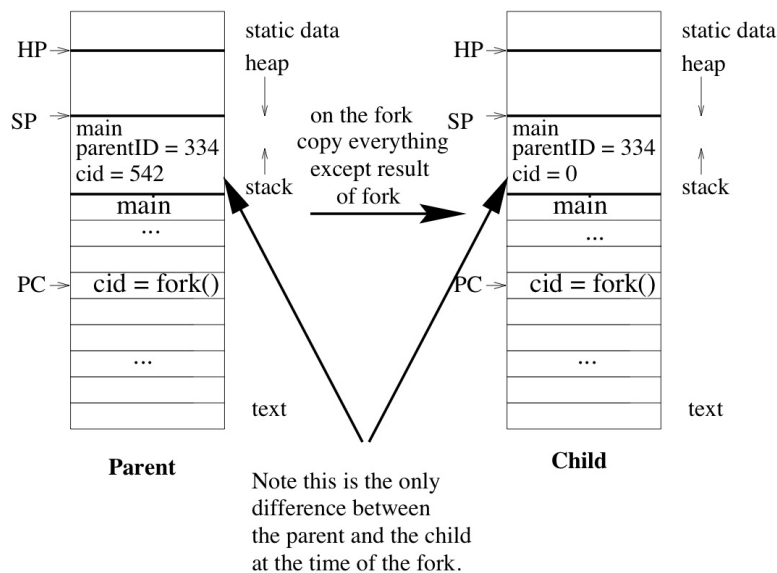 HP
SP
PC
main
parentID = 334
cid = 542
main
...
cid = fork()
...
static data
heap
stack
text
Parent
on the fork
copy everything
except result
of fork
HP
SP
PC
main
parentID = 334
cid = 0
main
...
cid = fork()
...
static data
heap
stack
text
Child
Note this is the only
difference between
the parent and the child
at the time of the fork.